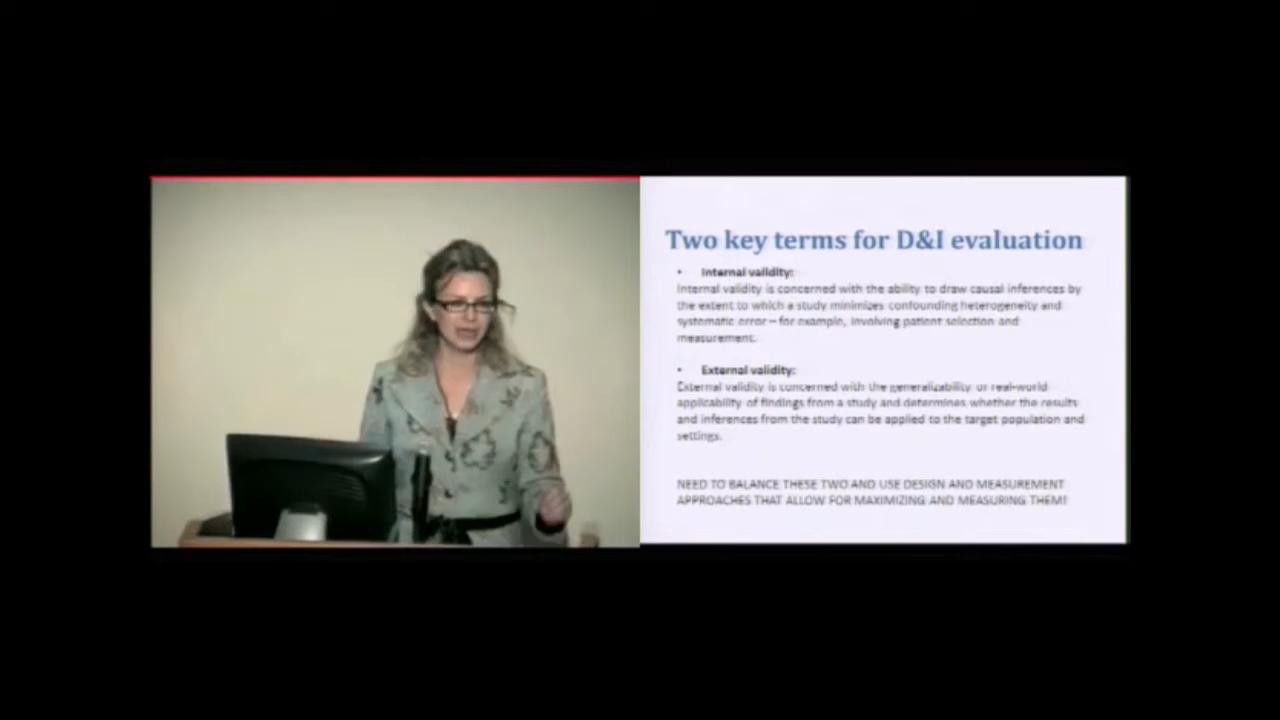 Two key terms for D&I evaluation
• Internal validity:
Internal validity is concerned with the ability to draw causal inferences by
the extent to which a study minimizes confounding heterogeneity and
systematic error – for example, involving patient selection and
measurement.
• External validity:
External validity is concerned with the generalizability or real-world
applicability of findings from a study and determines whether the results
and inferences from the study can be applied to the target population and
settings.
NEED TO BALANCE THESE TWO AND USE DESIGN AND MEASUREMENT
APPROACHES THAT ALLOW FOR MAXIMIZING AND MEASURING THEM!